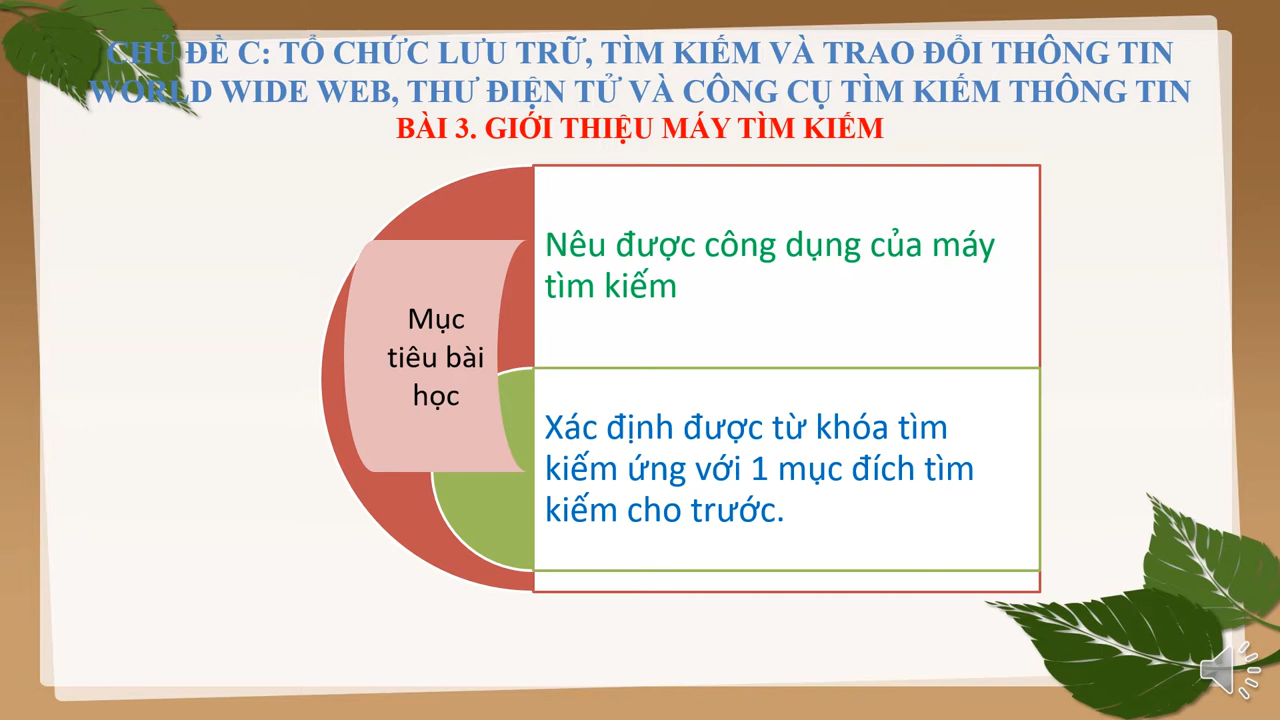 CHỦ ĐỀ C: TỔ CHỨC LƯU TRỮ, TÌM KIẾM VÀ TRAO ĐỔI THÔNG TIN
WORLD WIDE WEB, THƯ ĐIỆN TỬ VÀ CÔNG CỤ TÌM KIẾM THÔNG TIN
BÀI 3. GIỚI THIỆU MÁY TÌM KIẾM
Mục
tiêu bài
học
Nêu được công dụng của máy
tìm kiếm
Xác định được từ khóa tìm
kiếm ứng với 1 mục đích tìm
kiếm cho trước.